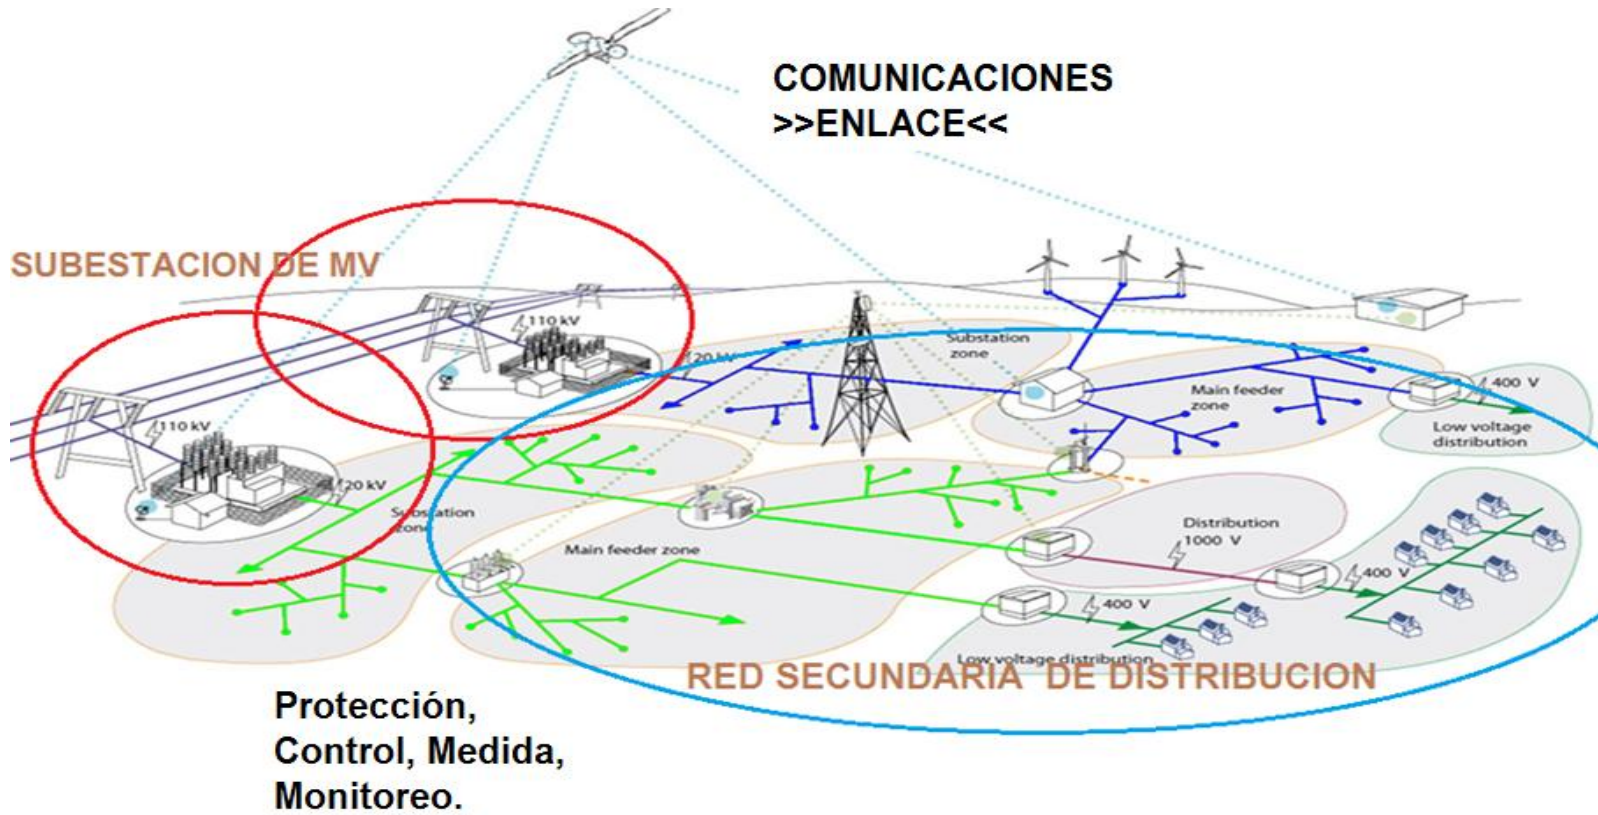 COMUNICACIONES
>>ENLACE<<
SUBESTACION DE MV
110 kV
20 kV
Substation
zone
Main feeder
zone
400 V
Low voltage
distribution
110 kV
20 kV
Substation
zone
Main feeder zone
Distribution
1000 V
400 V
400 V
Low voltage distribution
RED SECUNDARIA DE DISTRIBUCION
Protección,
Control, Medida,
Monitoreo.